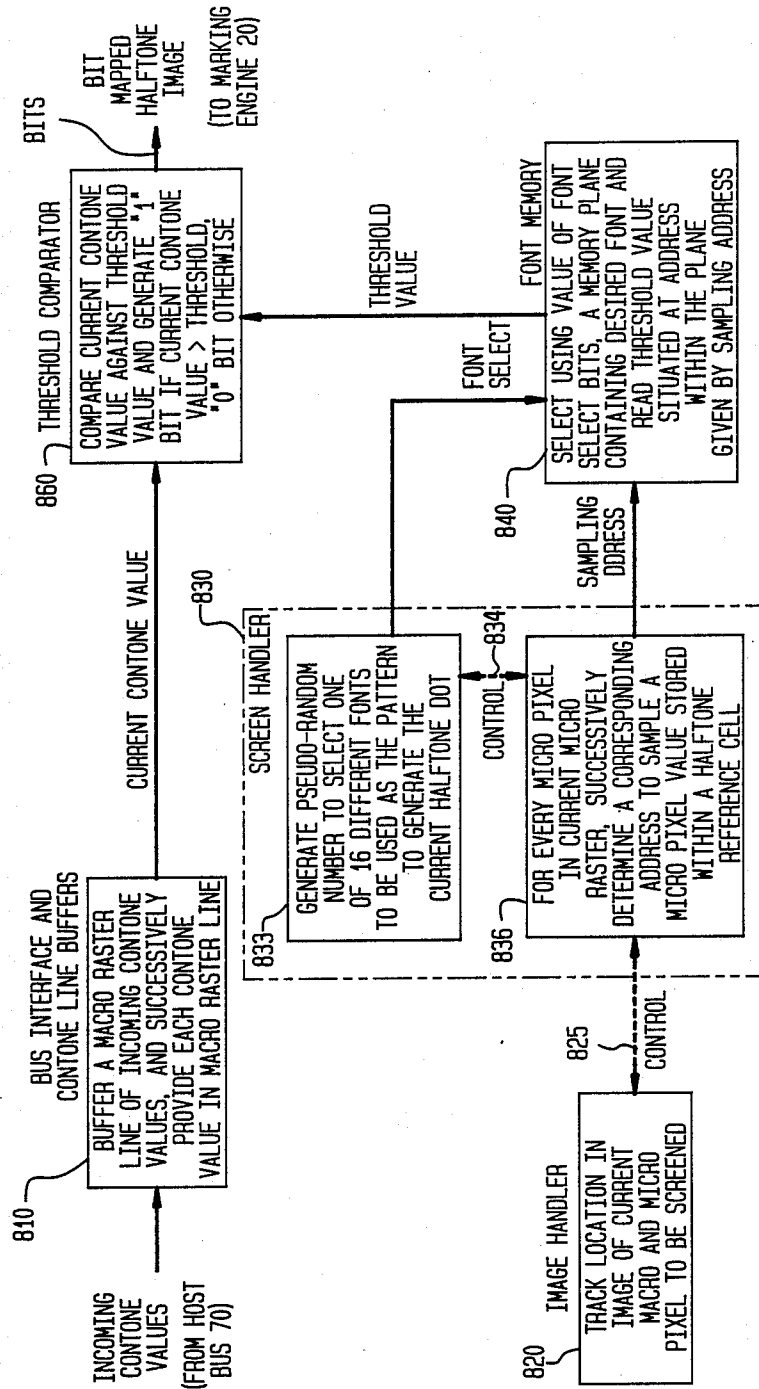 INCOMING
CONTONE
VALUES
(FROM HOST
BUS 70)
810
BUS INTERFACE AND
CONTONE LINE BUFFERS
BUFFER A MACRO RASTER
LINE OF INCOMING CONTONE
VALUES, AND SUCCESSIVELY
PROVIDE EACH CONTONE
VALUE IN MACRO RASTER LINE
CURRENT CONTONE VALUE
860
THRESHOLD COMPARATOR
COMPARE CURRENT CONTONE
VALUE AGAINST THRESHOLD
VALUE AND GENERATE "1"
BIT IF CURRENT CONTONE
VALUE > THRESHOLD,
"0" BIT OTHERWISE
BITS
BIT
MAPPED
HALFTONE
IMAGE
(TO MARKING
ENGINE 20)
830
SCREEN HANDLER
833
GENERATE PSEUDO-RANDOM
NUMBER TO SELECT ONE
OF 16 DIFFERENT FONTS
TO BE USED AS THE PATTERN
TO GENERATE THE
CURRENT HALFTONE DOT
CONTROL
834
836
FOR EVERY MICRO PIXEL
IN CURRENT MICRO
RASTER, SUCCESSIVELY
DETERMINE A CORRESPONDING
ADDRESS TO SAMPLE A
MICRO PIXEL VALUE STORED
WITHIN A HALFTONE
REFERENCE CELL
FONT
SELECT
THRESHOLD
VALUE
SAMPLING
DDRESS
840
FONT MEMORY
SELECT USING VALUE OF FONT
SELECT BITS, A MEMORY PLANE
CONTAINING DESIRED FONT AND
READ THRESHOLD VALUE
SITUATED AT ADDRESS
WITHIN THE PLANE
GIVEN BY SAMPLING ADDRESS
820
IMAGE HANDLER
TRACK LOCATION IN
IMAGE OF CURRENT
MACRO AND MICRO
PIXEL TO BE SCREENED
825
CONTROL